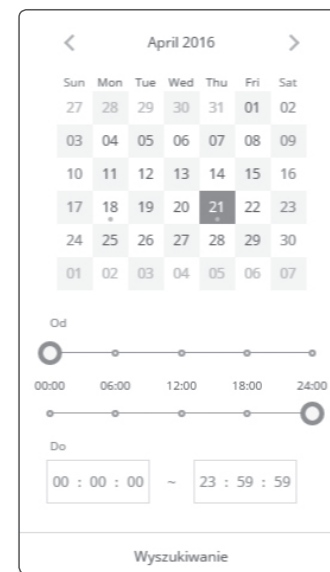 April 2016
Sun Mon Tue Wed Thu Fri Sat
27 28 29 30 31 01 02
03 04 05 06 07 08 09
10 11 12 13 14 15 16
17 18 19 20 21 22 23
24 25 26 27 28 29 30
01 02 03 04 05 06 07
Od
00:00 06:00 12:00 18:00 24:00
Do
00 : 00 : 00 ~ 23 : 59 : 59
Wyszukiwanie